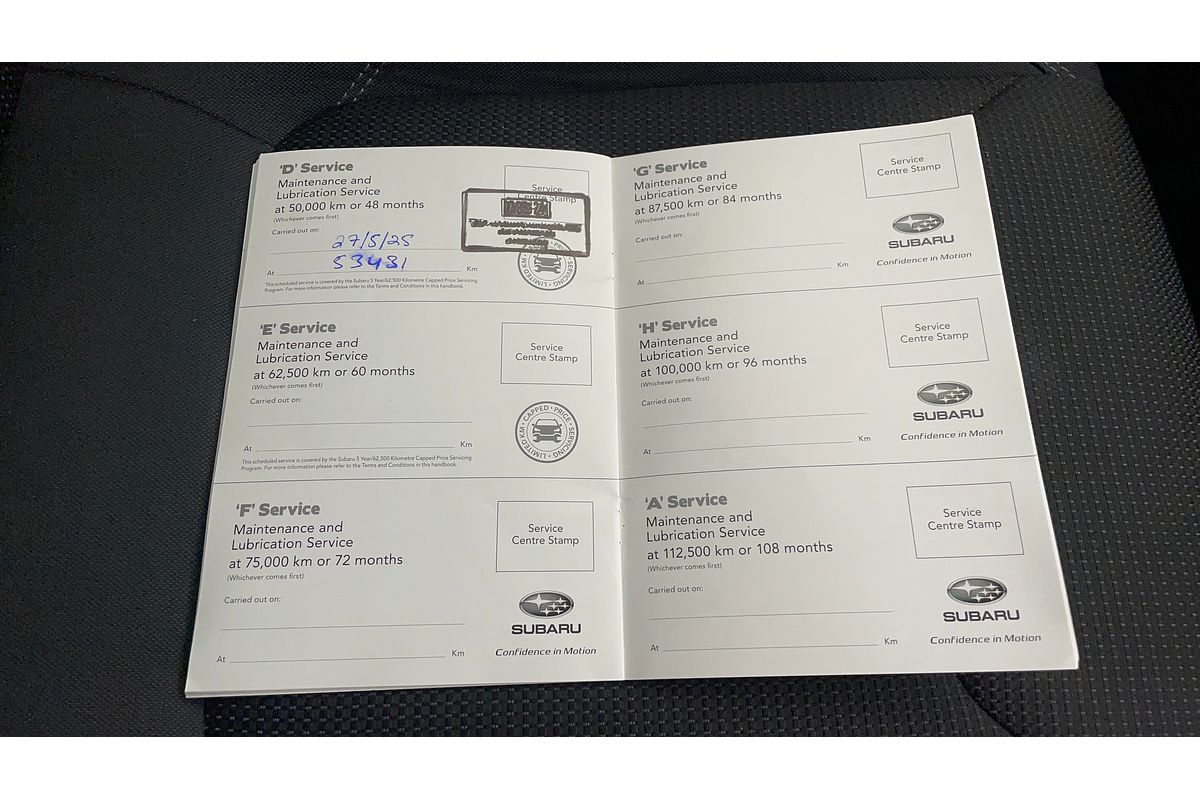 'D' Service
Maintenance and
Lubrication Service
at 50,000 km or 48 months
(Whichever comes first)
Carried out on:
27/5/25
At 53431 Km
This scheduled service is covered by the Subaru 5 Year/62,500 Kilometre Capped Price Servicing
Program. For more information please refer to the Terms and Conditions in this handbook.
Service
Centre Stamp
'E' Service
Maintenance and
Lubrication Service
at 62,500 km or 60 months
(Whichever comes first)
Carried out on:
At Km
This scheduled service is covered by the Subaru 5 Year/62,500 Kilometre Capped Price Servicing
Program. For more information please refer to the Terms and Conditions in this handbook.
Service
Centre Stamp
CAPPED • PRICE • SERVICING • LIMITED KM •
'F' Service
Maintenance and
Lubrication Service
at 75,000 km or 72 months
(Whichever comes first)
Carried out on:
At Km
Service
Centre Stamp
SUBARU
Confidence in Motion
'G' Service
Maintenance and
Lubrication Service
at 87,500 km or 84 months
(Whichever comes first)
Carried out on:
At Km
Service
Centre Stamp
SUBARU
Confidence in Motion
'H' Service
Maintenance and
Lubrication Service
at 100,000 km or 96 months
(Whichever comes first)
Carried out on:
At Km
Service
Centre Stamp
SUBARU
Confidence in Motion
'A' Service
Maintenance and
Lubrication Service
at 112,500 km or 108 months
(Whichever comes first)
Carried out on:
At Km
Service
Centre Stamp
SUBARU
Confidence in Motion